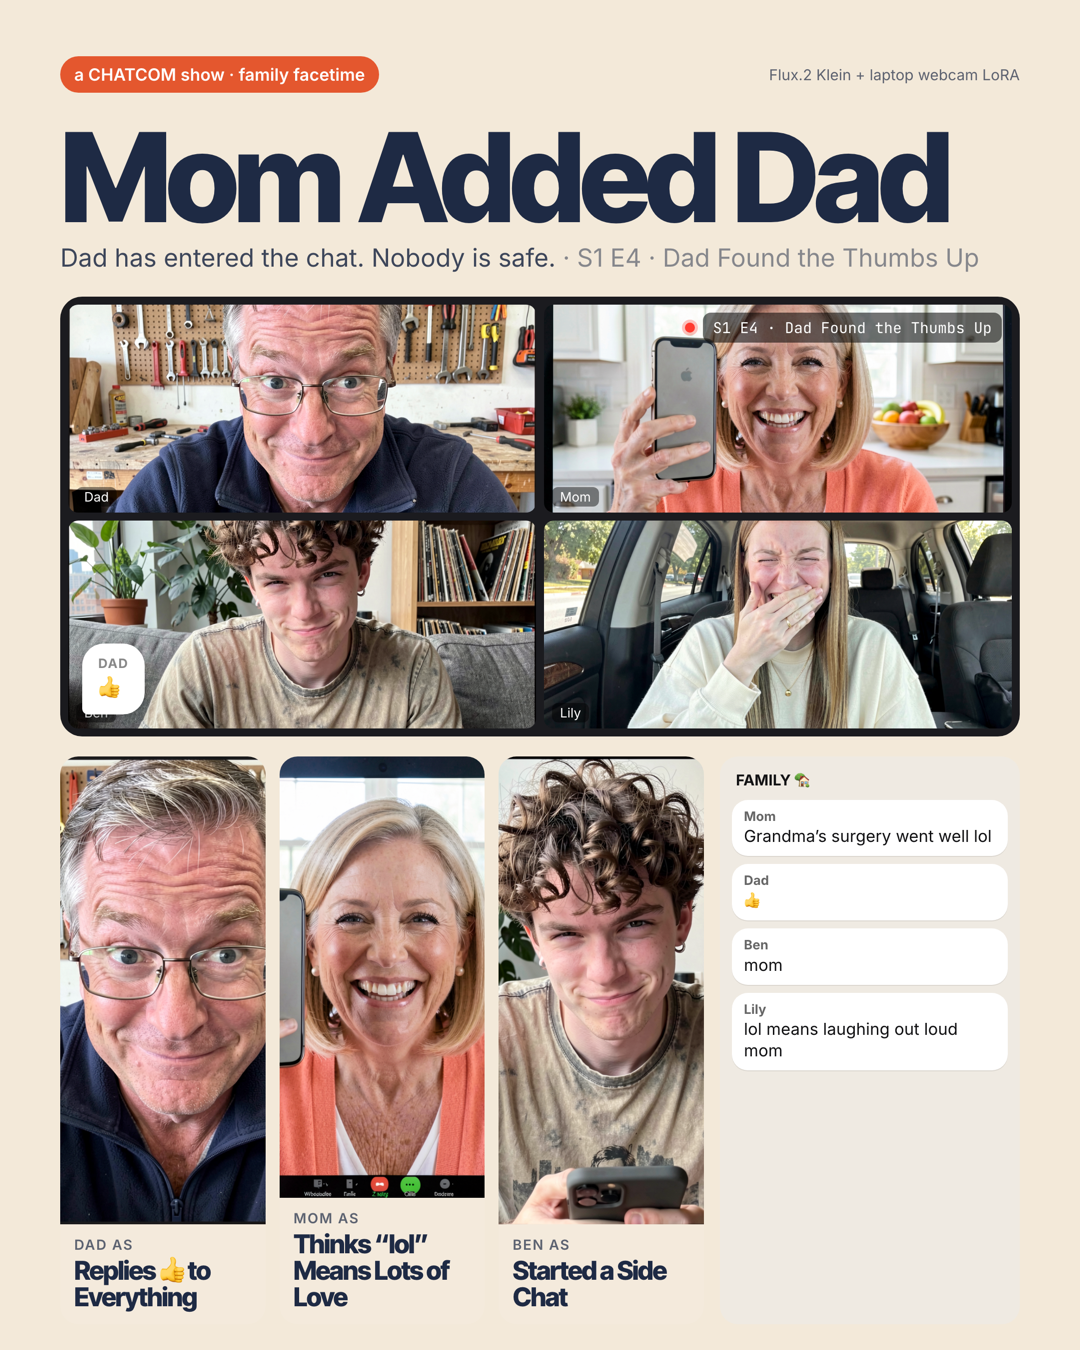 a CHATCOM show · family facetime
Flux.2 Klein + laptop webcam LoRA
Mom Added Dad
Dad has entered the chat. Nobody is safe. · S1 E4 · Dad Found the Thumbs Up
S1 E4 · Dad Found the Thumbs Up
Dad
Mom
DAD
👍
Ben
Lily
FAMILY 🏡
Mom
Grandma’s surgery went well lol
Dad
👍
Ben
mom
Lily
lol means laughing out loud
mom
DAD AS
Replies 👍 to
Everything
MOM AS
Thinks “lol”
Means Lots of
Love
BEN AS
Started a Side
Chat